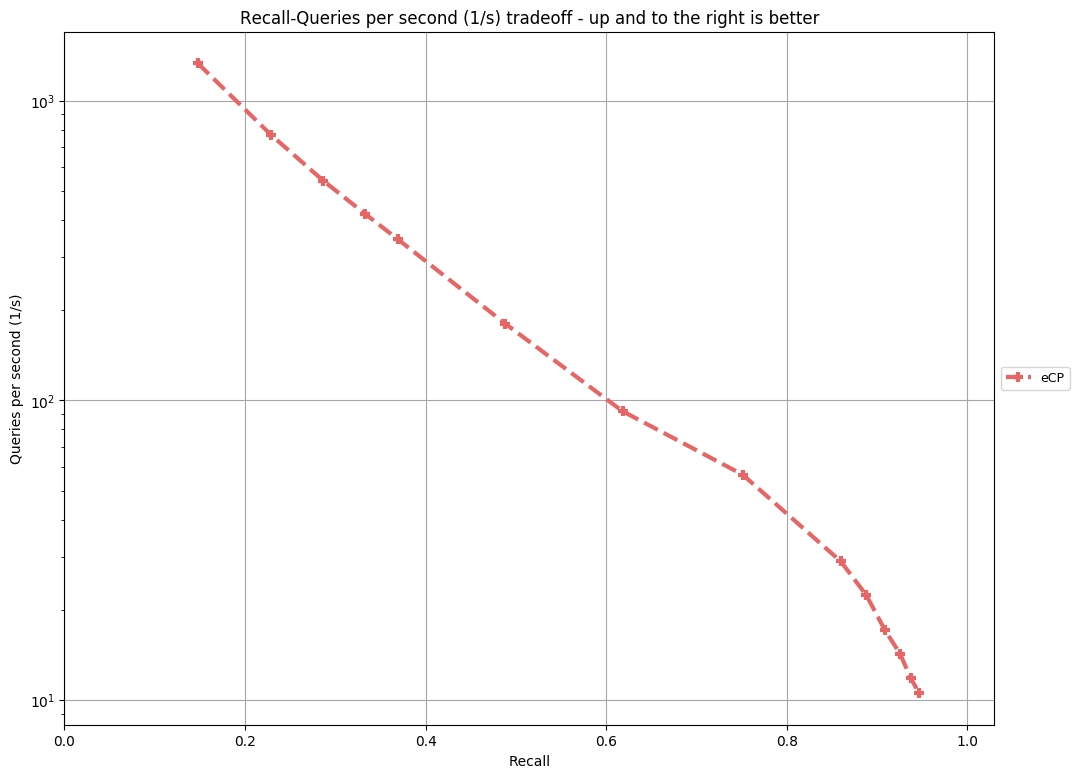 Recall-Queries per second (1/s) tradeoff - up and to the right is better
10³
10²
10¹
Queries per second (1/s)
eCP
0.0 0.2 0.4 0.6 0.8 1.0
Recall